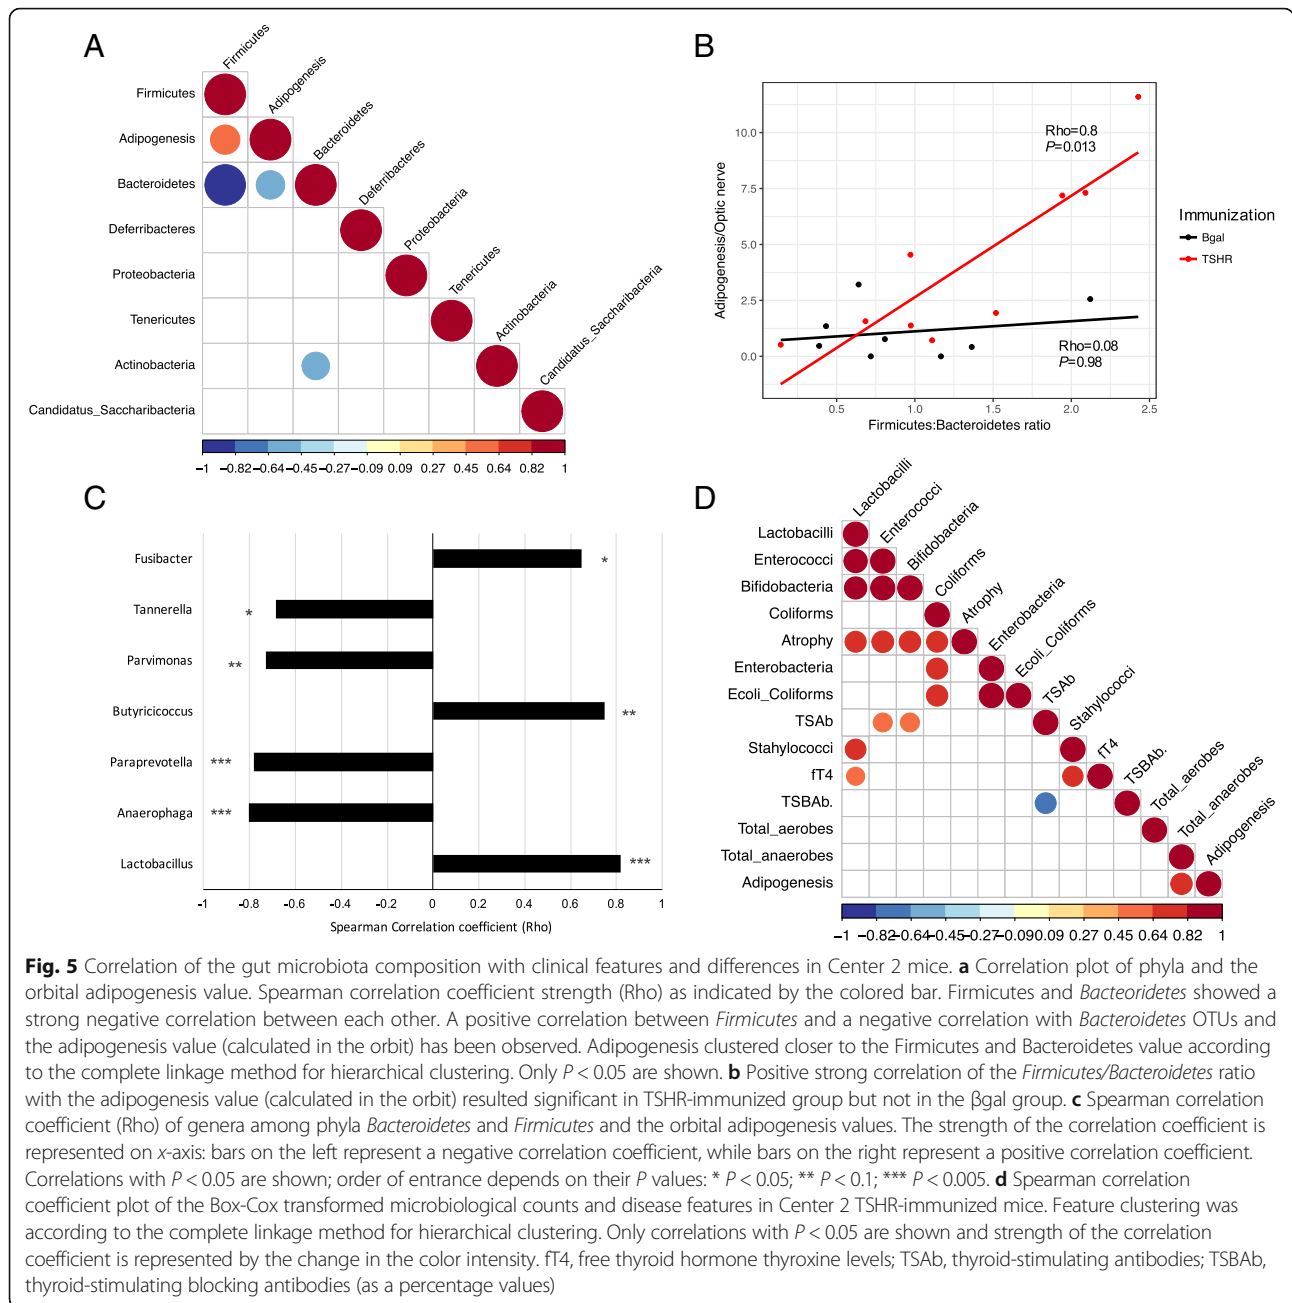 A
Firmicutes
Adipogenesis
Bacteroidetes
Deferribacteres
Proteobacteria
Tenericutes
Actinobacteria
Candidatus_Saccharibacteria
Firmicutes
Adipogenesis
Bacteroidetes
Deferribacteres
Proteobacteria
Tenericutes
Actinobacteria
Candidatus_Saccharibacteria
−1 −0.82 −0.64 −0.45 −0.27 −0.09 0.09 0.27 0.45 0.64 0.82 1
B
Adipogenesis/Optic nerve
10.0
7.5
5.0
2.5
0.0
Rho=0.8
P=0.013
Rho=0.08
P=0.98
0.5 1.0 1.5 2.0 2.5
Firmicutes:Bacteroidetes ratio
Immunization
Bgal
TSHR
C
Fusibacter *
Tannerella *
Parvimonas **
Butyricicoccus **
Paraprevotella ***
Anaerophaga ***
Lactobacillus ***
-1 -0.8 -0.6 -0.4 -0.2 0 0.2 0.4 0.6 0.8 1
Spearman Correlation coefficient (Rho)
D
Lactobacilli
Enterococci
Bifidobacteria
Coliforms
Atrophy
Enterobacteria
Ecoli_Coliforms
TSAb
Stahylococci
fT4
TSBAb.
Total_aerobes
Total_anaerobes
Adipogenesis
Lactobacilli
Enterococci
Bifidobacteria
Coliforms
Atrophy
Enterobacteria
Ecoli_Coliforms
TSAb
Stahylococci
fT4
TSBAb.
Total_aerobes
Total_anaerobes
Adipogenesis
−1 −0.82 −0.64 −0.45 −0.27 −0.09 0.09 0.27 0.45 0.64 0.82 1
Fig. 5 Correlation of the gut microbiota composition with clinical features and differences in Center 2 mice. a Correlation plot of phyla and the
orbital adipogenesis value. Spearman correlation coefficient strength (Rho) as indicated by the colored bar. Firmicutes and Bacteoridetes showed a
strong negative correlation between each other. A positive correlation between Firmicutes and a negative correlation with Bacteroidetes OTUs and
the adipogenesis value (calculated in the orbit) has been observed. Adipogenesis clustered closer to the Firmicutes and Bacteroidetes value according
to the complete linkage method for hierarchical clustering. Only P < 0.05 are shown. b Positive strong correlation of the Firmicutes/Bacteroidetes ratio
with the adipogenesis value (calculated in the orbit) resulted significant in TSHR-immunized group but not in the βgal group. c Spearman correlation
coefficient (Rho) of genera among phyla Bacteroidetes and Firmicutes and the orbital adipogenesis values. The strength of the correlation coefficient is
represented on x-axis: bars on the left represent a negative correlation coefficient, while bars on the right represent a positive correlation coefficient.
Correlations with P < 0.05 are shown; order of entrance depends on their P values: * P < 0.05; ** P < 0.1; *** P < 0.005. d Spearman correlation
coefficient plot of the Box-Cox transformed microbiological counts and disease features in Center 2 TSHR-immunized mice. Feature clustering was
according to the complete linkage method for hierarchical clustering. Only correlations with P < 0.05 are shown and strength of the correlation
coefficient is represented by the change in the color intensity. fT4, free thyroid hormone thyroxine levels; TSAb, thyroid-stimulating antibodies; TSBAb,
thyroid-stimulating blocking antibodies (as a percentage values)